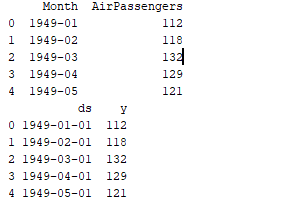 Month AirPassengers
0 1949-01 112
1 1949-02 118
2 1949-03 132
3 1949-04 129
4 1949-05 121
ds y
0 1949-01-01 112
1 1949-02-01 118
2 1949-03-01 132
3 1949-04-01 129
4 1949-05-01 121